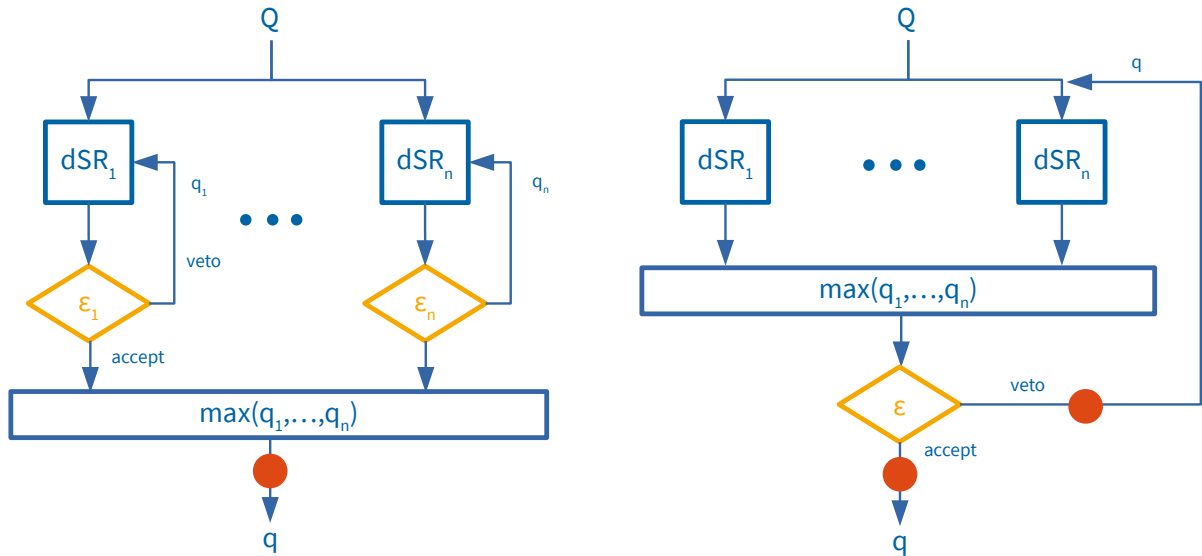 Q
dSR₁
dSRₙ
q₁
qₙ
veto
ε₁
εₙ
accept
max(q₁,…,qₙ)
q
Q
q
dSR₁
dSRₙ
max(q₁,…,qₙ)
ε
veto
accept
q